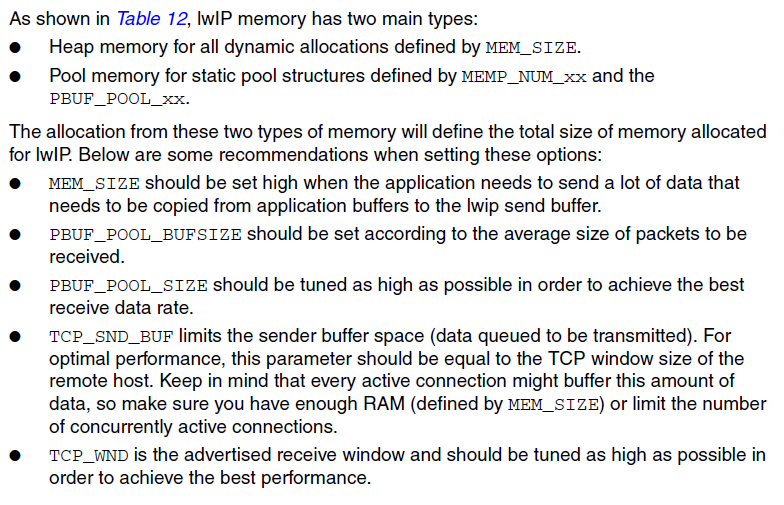 As shown in Table 12, lwIP memory has two main types:
● Heap memory for all dynamic allocations defined by MEM_SIZE.
● Pool memory for static pool structures defined by MEMP_NUM_xx and the
PBUF_POOL_xx.
The allocation from these two types of memory will define the total size of memory allocated
for lwIP. Below are some recommendations when setting these options:
● MEM_SIZE should be set high when the application needs to send a lot of data that
needs to be copied from application buffers to the lwip send buffer.
● PBUF_POOL_BUFSIZE should be set according to the average size of packets to be
received.
● PBUF_POOL_SIZE should be tuned as high as possible in order to achieve the best
receive data rate.
● TCP_SND_BUF limits the sender buffer space (data queued to be transmitted). For
optimal performance, this parameter should be equal to the TCP window size of the
remote host. Keep in mind that every active connection might buffer this amount of
data, so make sure you have enough RAM (defined by MEM_SIZE) or limit the number
of concurrently active connections.
● TCP_WND is the advertised receive window and should be tuned as high as possible in
order to achieve the best performance.